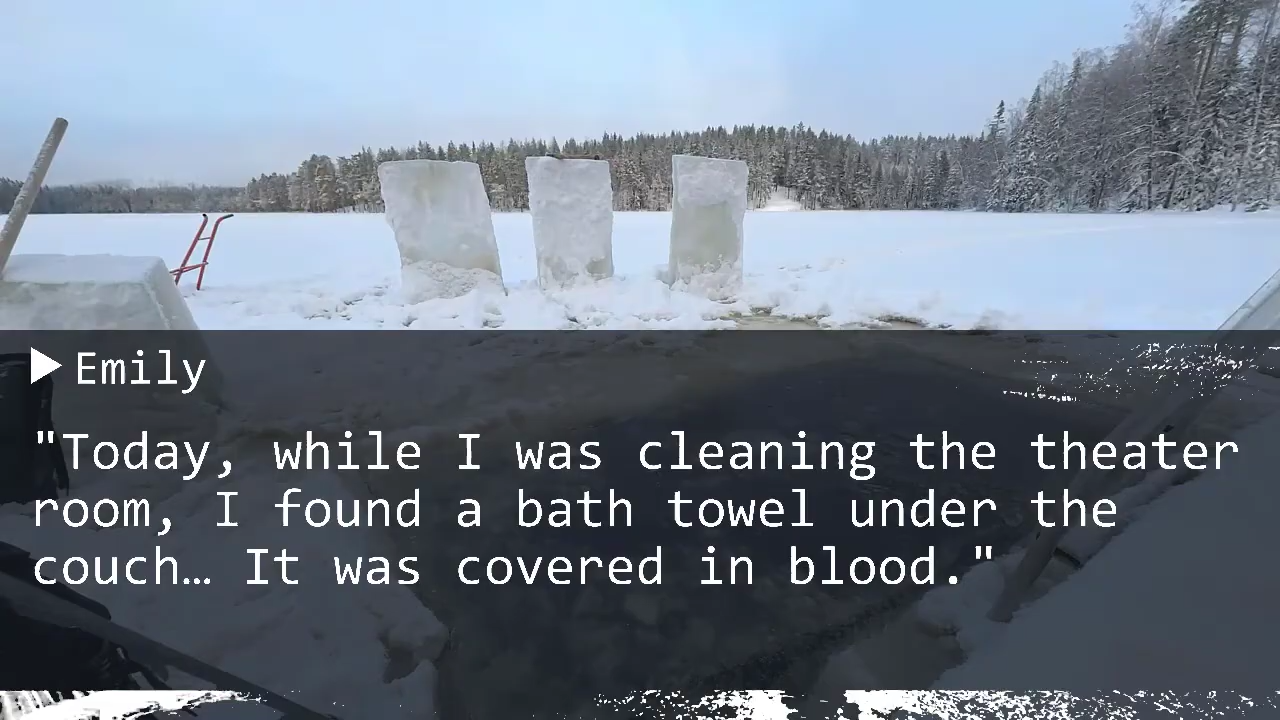 Emily
"Today, while I was cleaning the theater
room, I found a bath towel under the
couch… It was covered in blood."